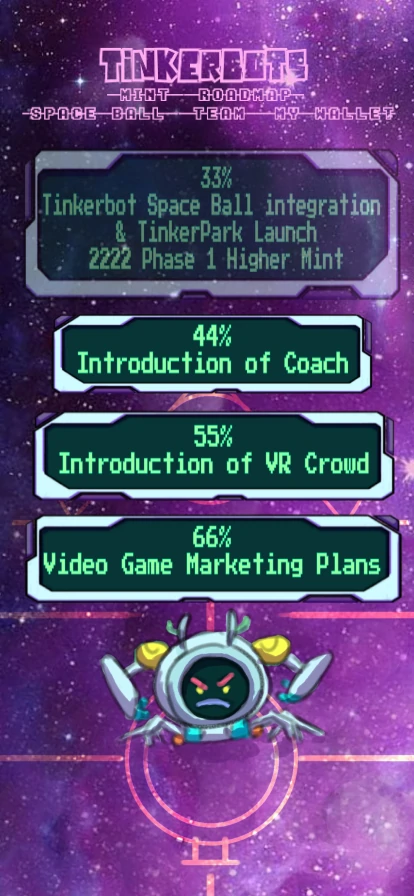 TINKERBOTS
MINT ROADMAP
SPACE BALL TEAM MY WALLET
33%
Tinkerbot Space Ball integration
& TinkerPark Launch
2222 Phase 1 Higher Mint
44%
Introduction of Coach
55%
Introduction of VR Crowd
66%
Video Game Marketing Plans